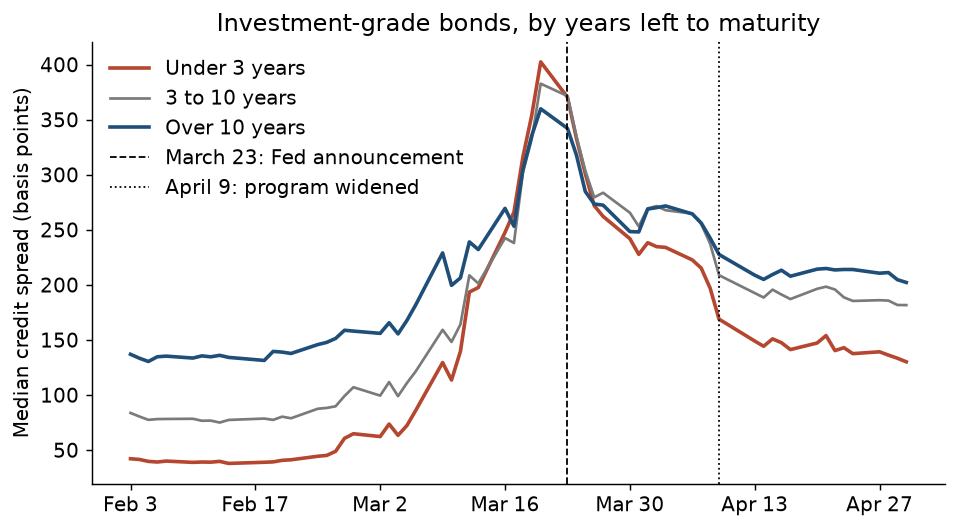 Investment-grade bonds, by years left to maturity
Median credit spread (basis points)
400
350
300
250
200
150
100
50
Under 3 years
3 to 10 years
Over 10 years
March 23: Fed announcement
April 9: program widened
Feb 3
Feb 17
Mar 2
Mar 16
Mar 30
Apr 13
Apr 27